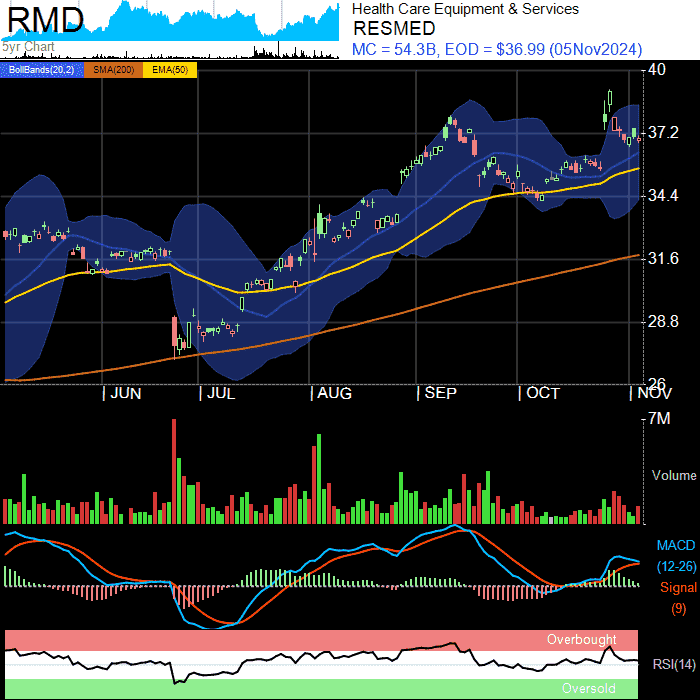 RMD
5yr Chart
Health Care Equipment & Services
RESMED
MC = 54.3B, EOD = $36.99 (05Nov2024)
BollBands(20,2) SMA(200) EMA(50)
40
37.2
34.4
31.6
28.8
26
JUN JUL AUG SEP OCT NOV
7M
Volume
MACD
(12-26)
Signal
(9)
Overbought
RSI(14)
Oversold